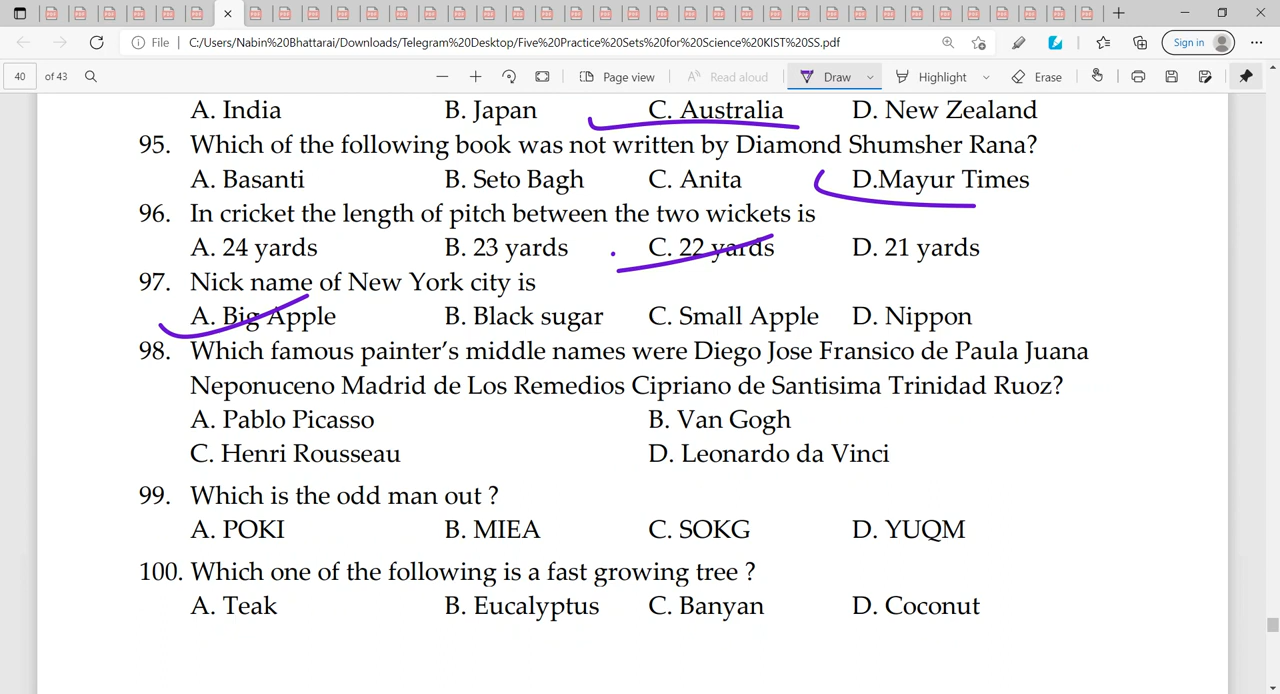 File C:/Users/Nabin%20Bhattarai/Downloads/Telegram%20Desktop/Five%20Practice%20Sets%20for%20Science%20KIST%20SS.pdf Sign in
40 of 43 Page view Read aloud Draw Highlight Erase
A. India B. Japan C. Australia D. New Zealand
95. Which of the following book was not written by Diamond Shumsher Rana?
A. Basanti B. Seto Bagh C. Anita D.Mayur Times
96. In cricket the length of pitch between the two wickets is
A. 24 yards B. 23 yards C. 22 yards D. 21 yards
97. Nick name of New York city is
A. Big Apple B. Black sugar C. Small Apple D. Nippon
98. Which famous painter's middle names were Diego Jose Fransico de Paula Juana
Neponuceno Madrid de Los Remedios Cipriano de Santisima Trinidad Ruoz?
A. Pablo Picasso B. Van Gogh
C. Henri Rousseau D. Leonardo da Vinci
99. Which is the odd man out ?
A. POKI B. MIEA C. SOKG D. YUQM
100. Which one of the following is a fast growing tree ?
A. Teak B. Eucalyptus C. Banyan D. Coconut